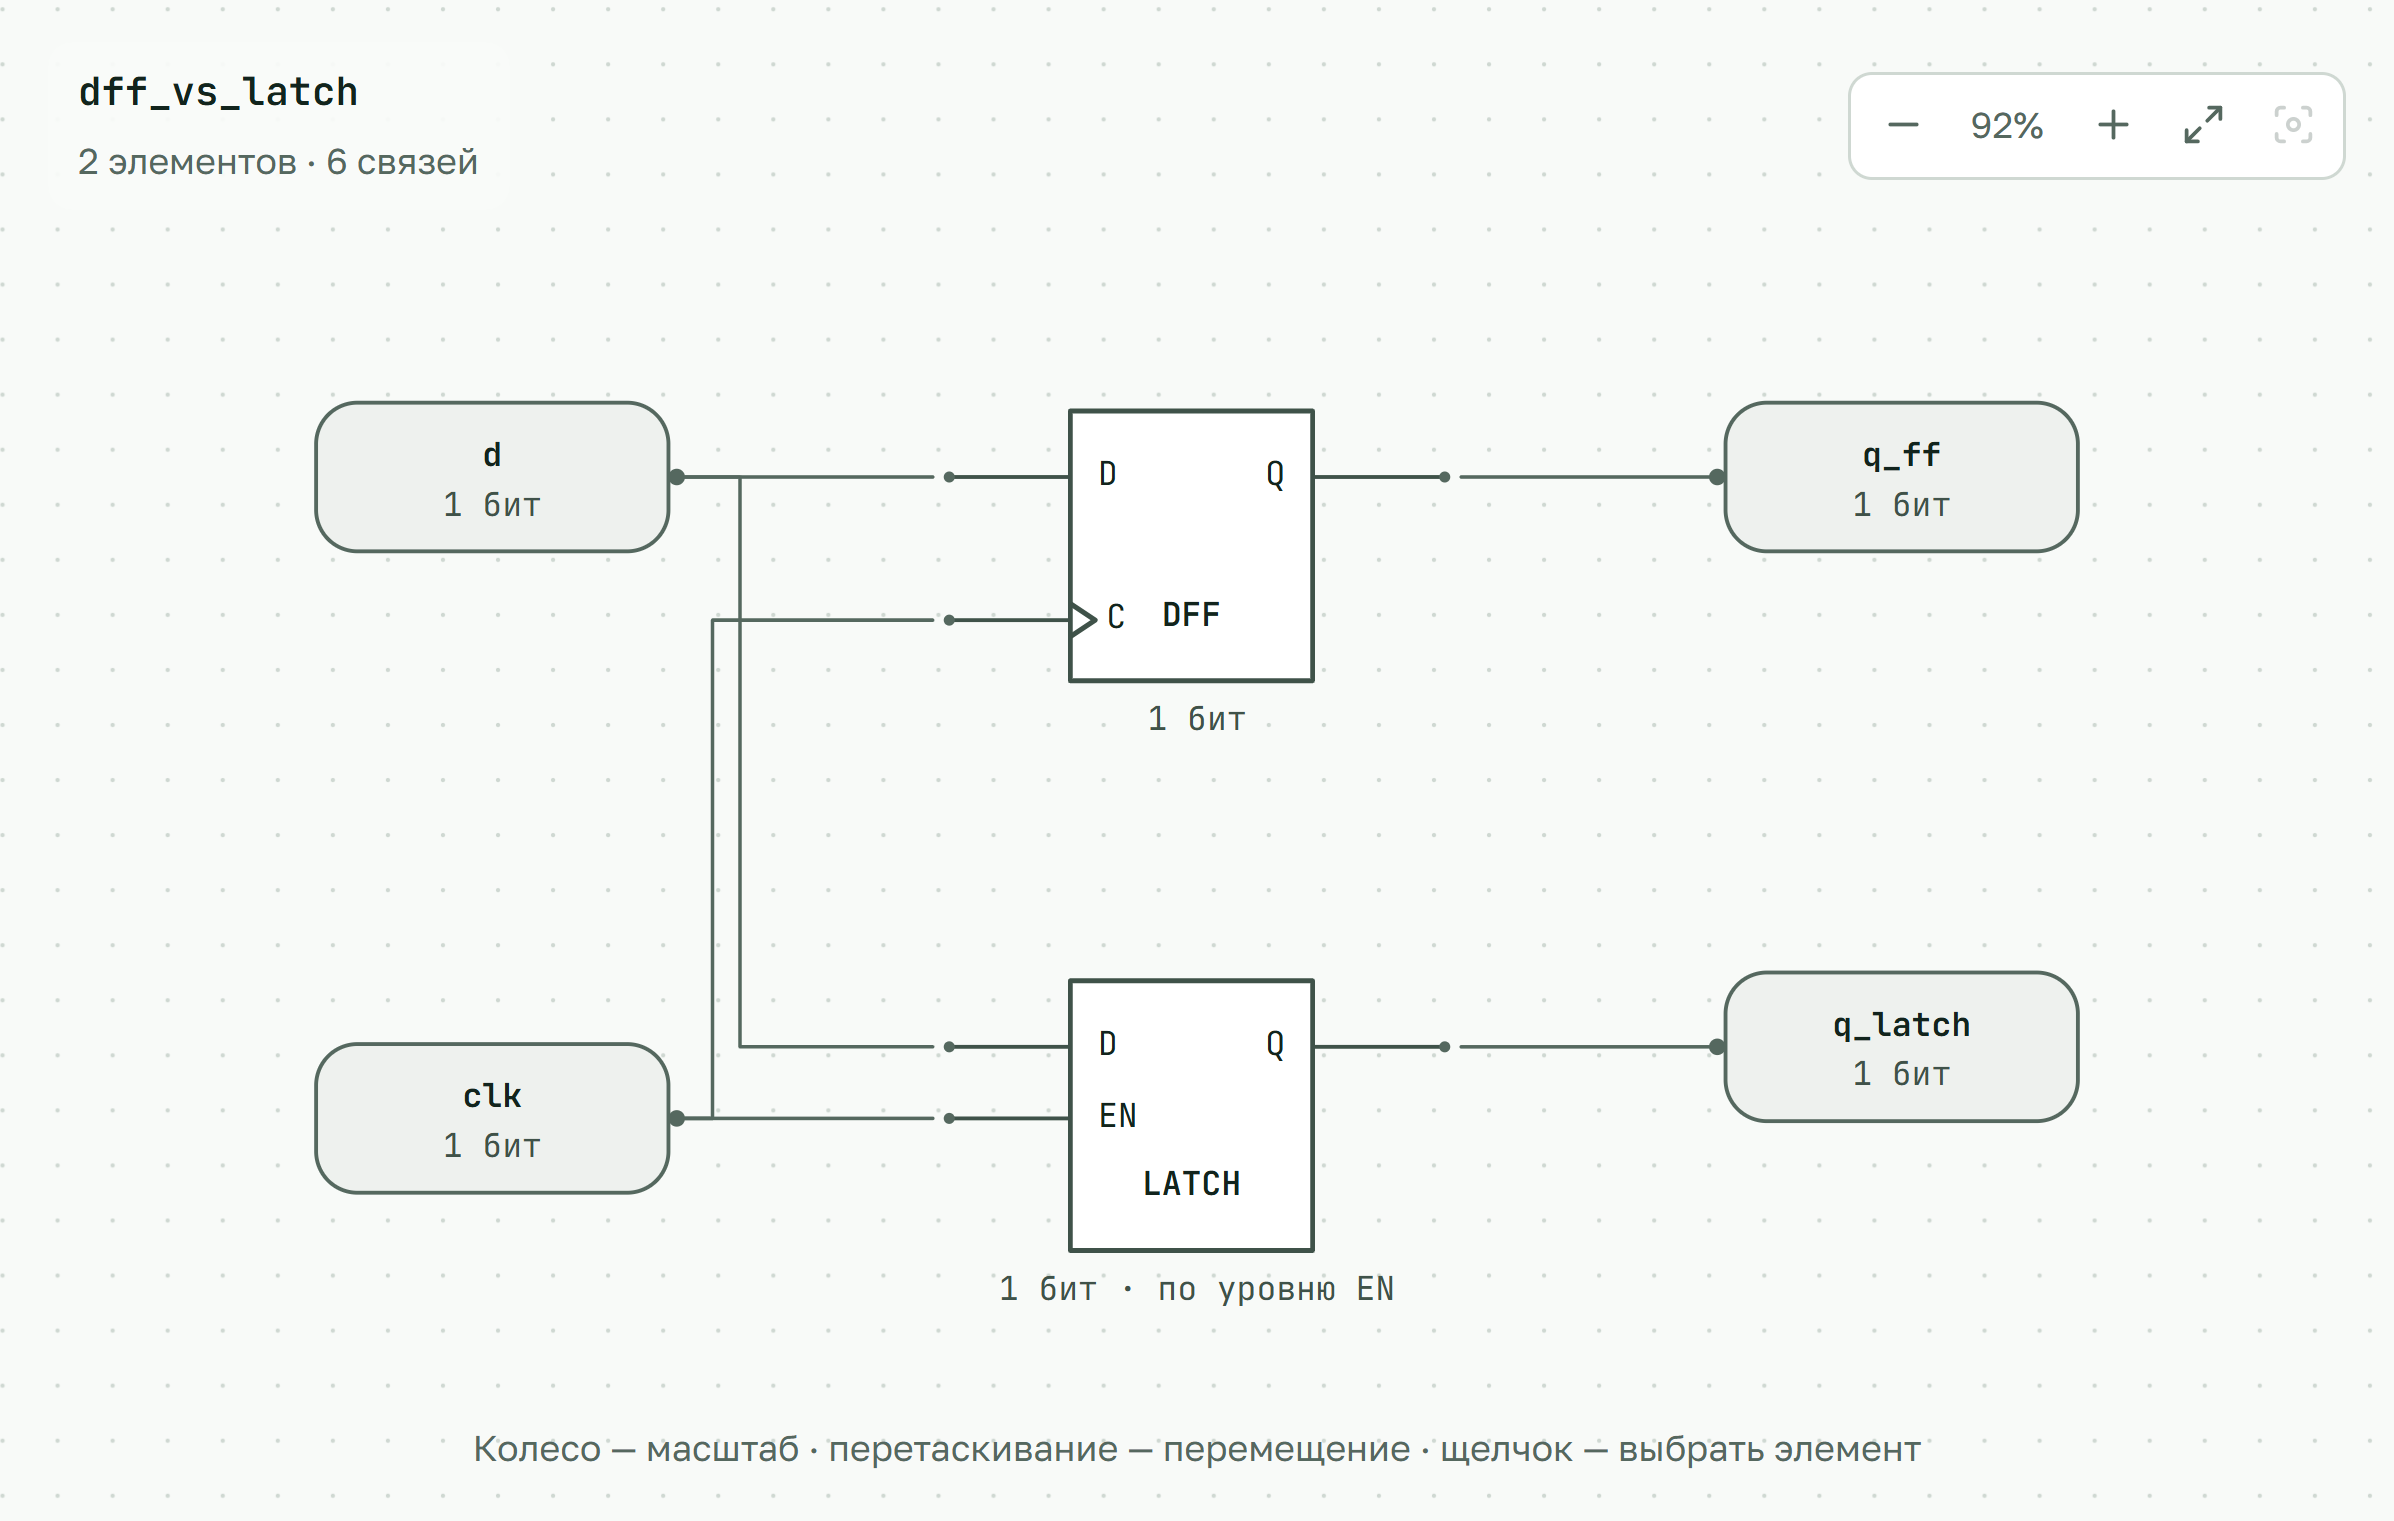 dff_vs_latch
2 элементов · 6 связей
92%
d
1 бит
D
Q
C
DFF
1 бит
q_ff
1 бит
clk
1 бит
D
Q
EN
LATCH
1 бит · по уровню EN
q_latch
1 бит
Колесо — масштаб · перетаскивание — перемещение · щелчок — выбрать элемент